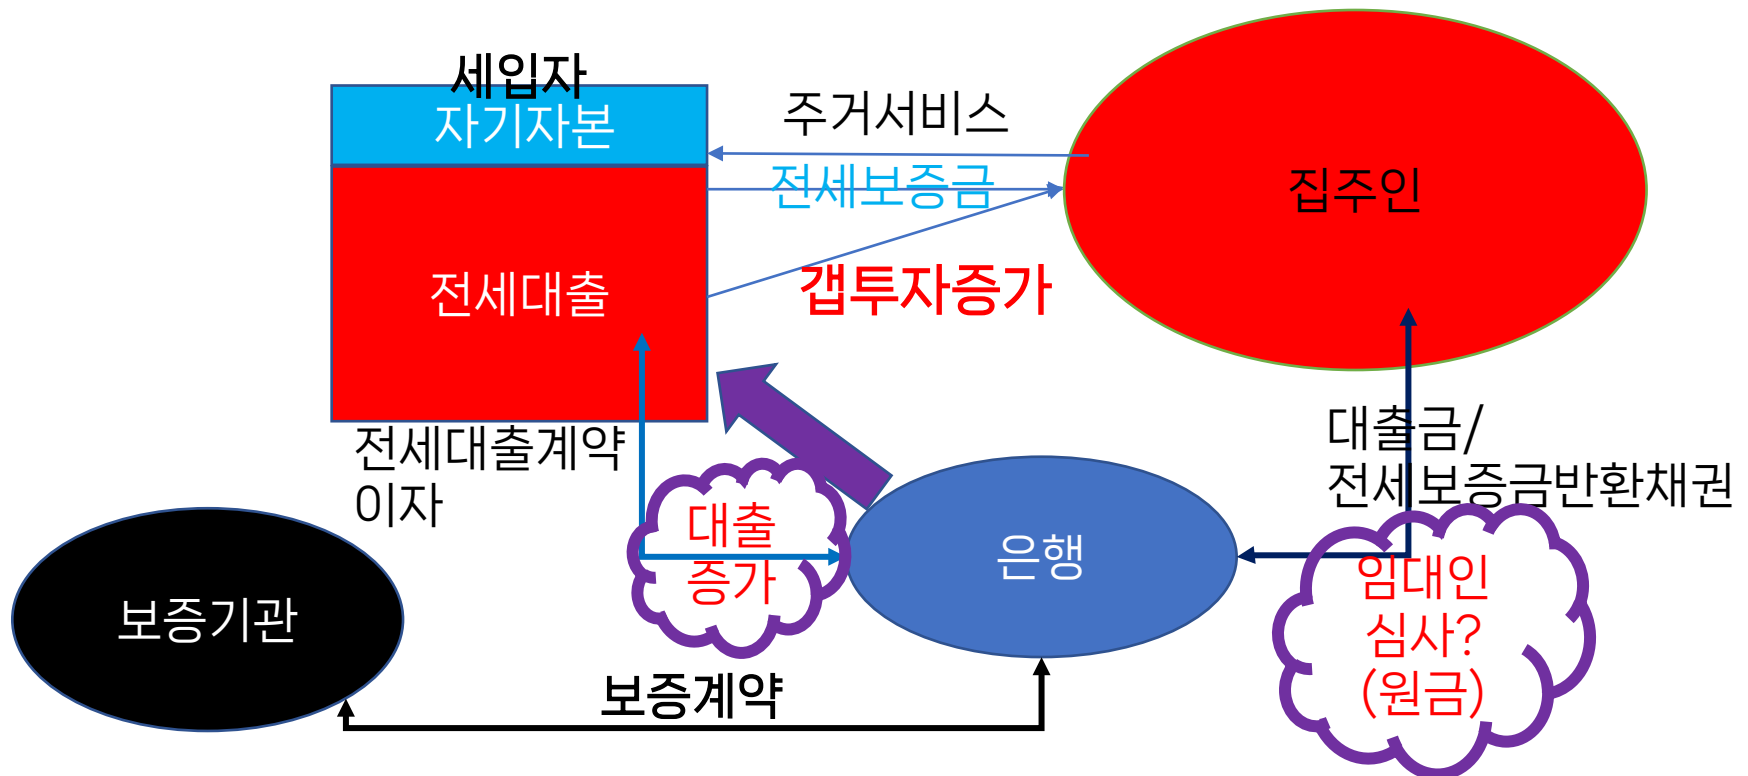 세입자
자기자본
주거서비스
전세보증금
집주인
전세대출
갭투자증가
전세대출계약
이자
대출금/
전세보증금반환채권
대출
증가
은행
보증기관
임대인
심사?
(원금)
보증계약